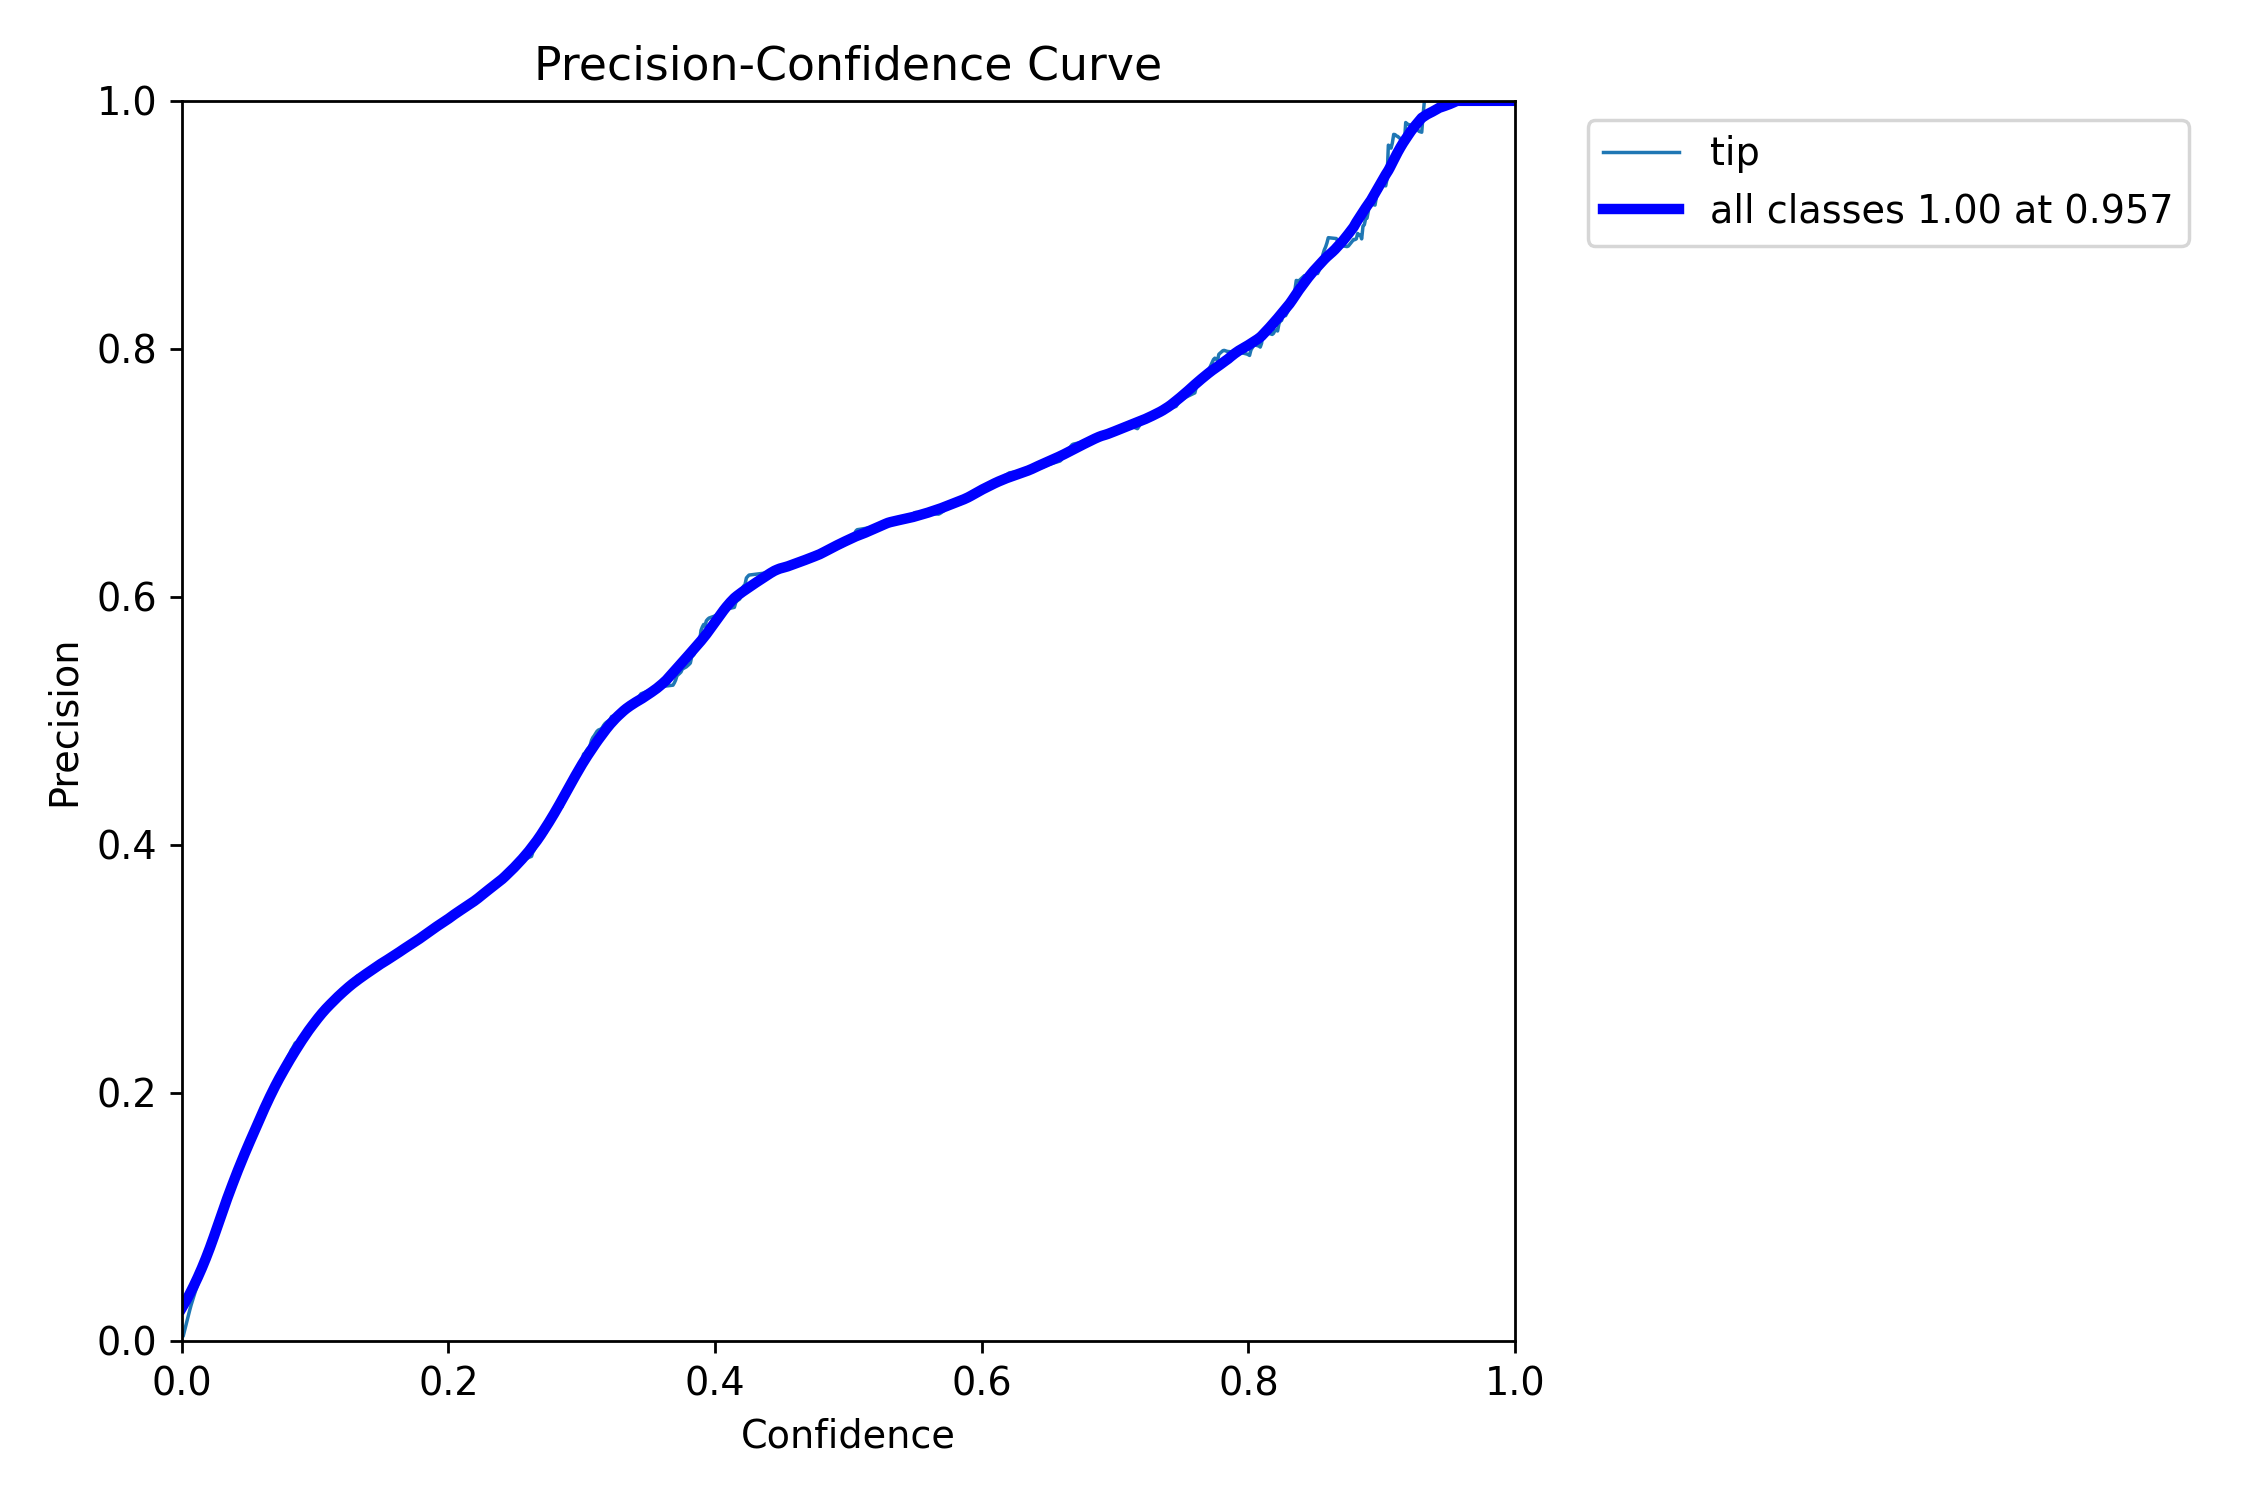 Precision-Confidence Curve
1.0
0.8
0.6
0.4
0.2
0.0
Precision
0.0 0.2 0.4 0.6 0.8 1.0
Confidence
tip
all classes 1.00 at 0.957